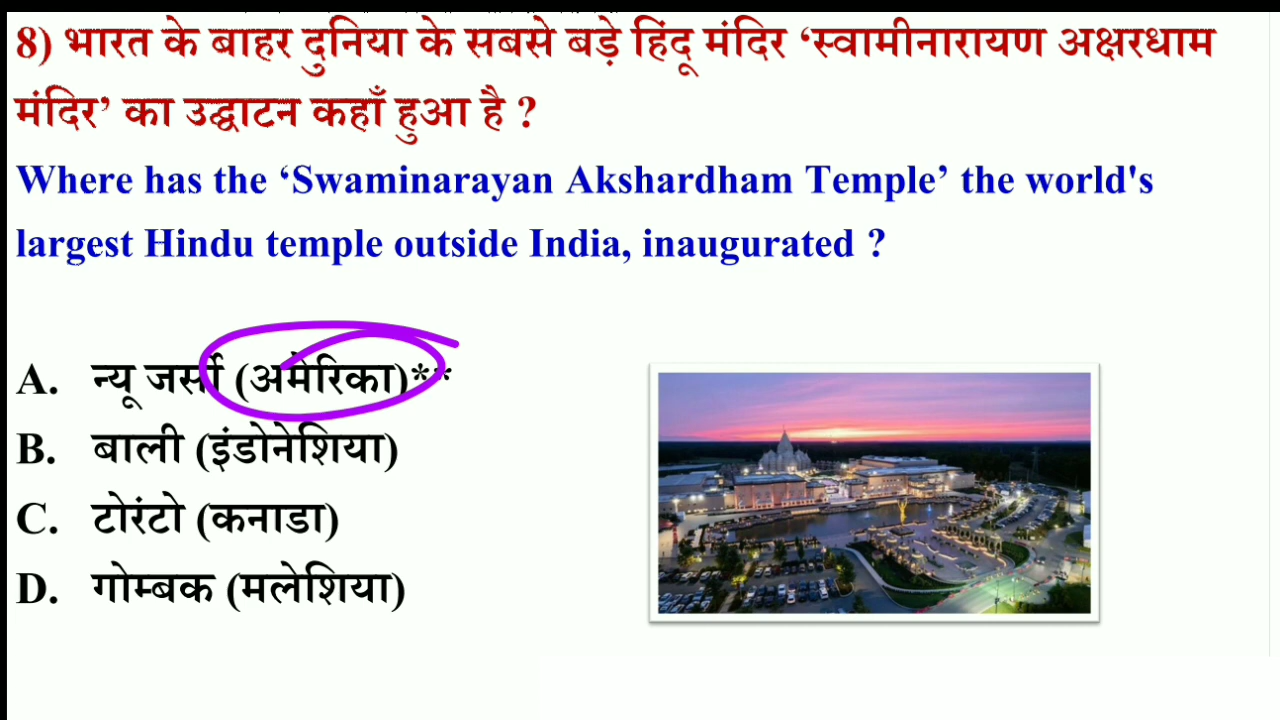 8) भारत के बाहर दुनिया के सबसे बड़े हिंदू मंदिर ‘स्वामीनारायण अक्षरधाम
मंदिर’ का उद्घाटन कहाँ हुआ है ?
Where has the ‘Swaminarayan Akshardham Temple’ the world's
largest Hindu temple outside India, inaugurated ?
A. न्यू जर्सी (अमेरिका)**
B. बाली (इंडोनेशिया)
C. टोरंटो (कनाडा)
D. गोम्बक (मलेशिया)